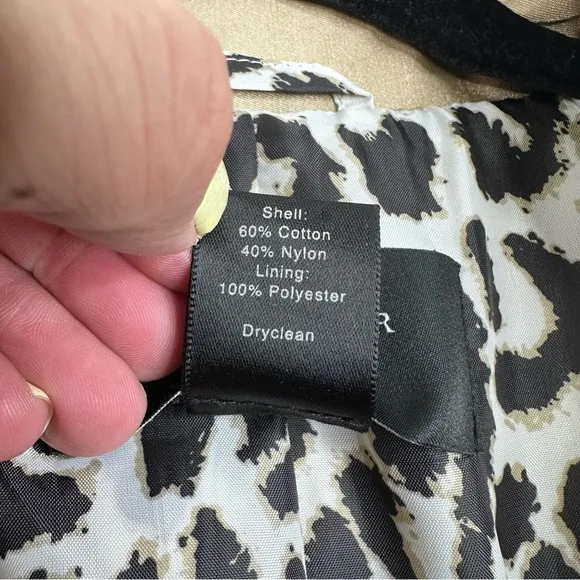 Shell:
60% Cotton
40% Nylon
Lining:
100% Polyester
Dryclean
R